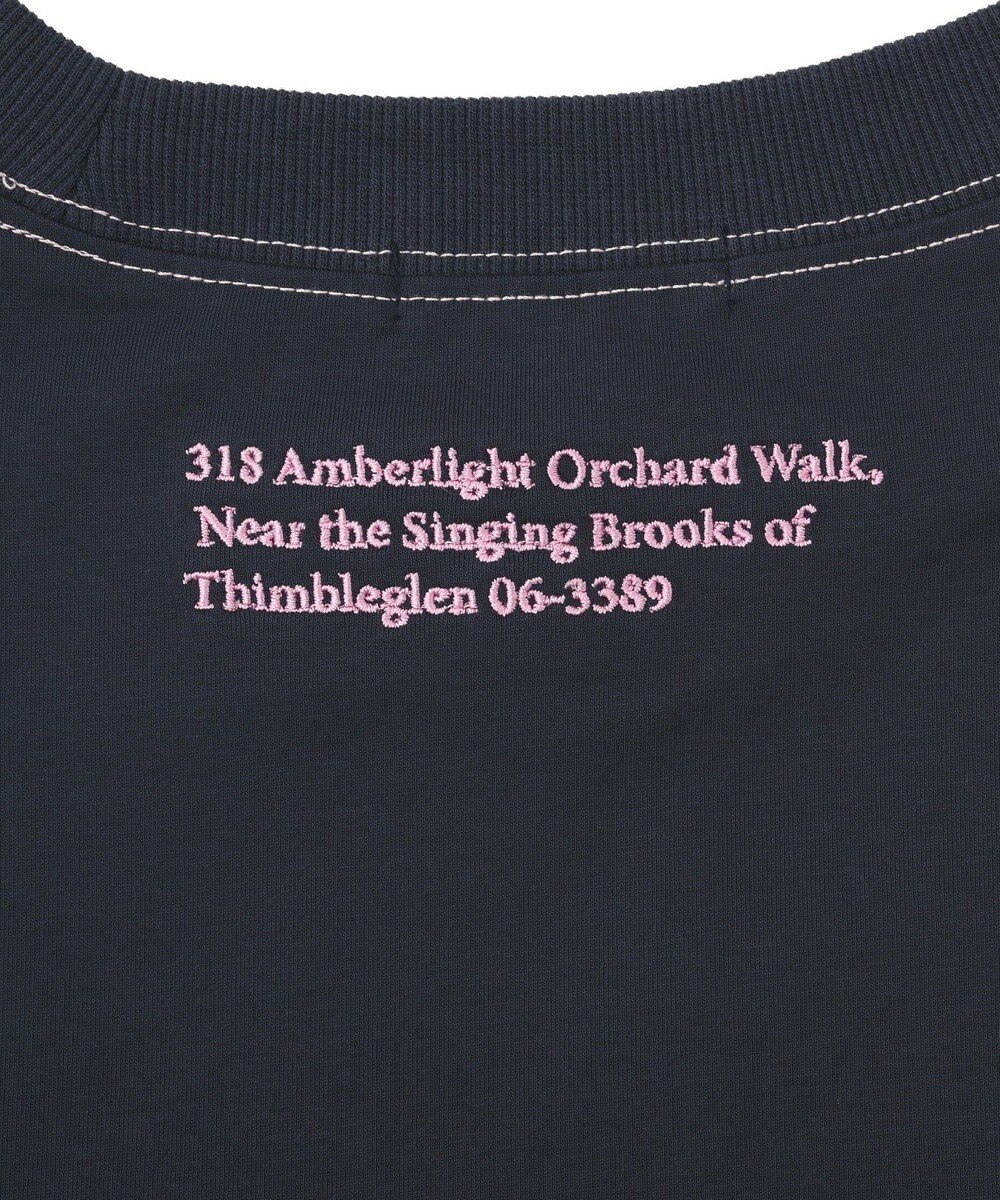 318 Amberlight Orchard Walk,
Near the Singing Brooks of
Thimbleglen 06-3389